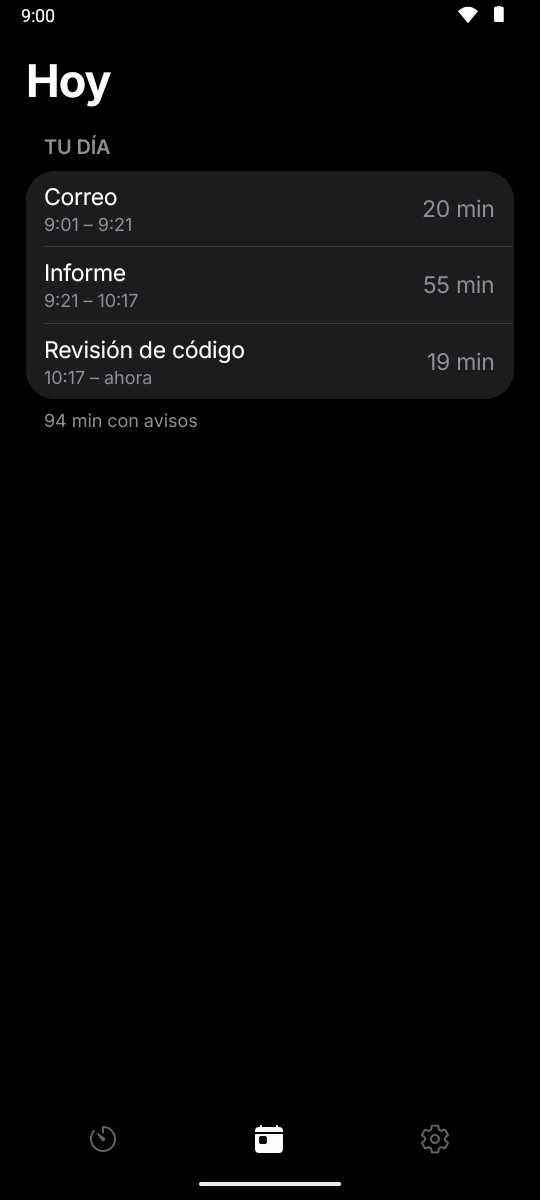 9:00
Hoy
TU DÍA
Correo
20 min
9:01 – 9:21
Informe
55 min
9:21 – 10:17
Revisión de código
19 min
10:17 – ahora
94 min con avisos